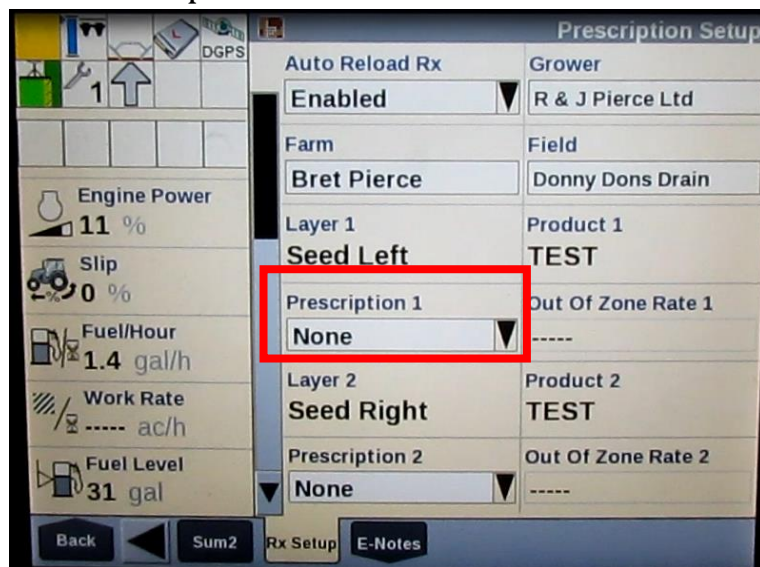 DGPS
1
Prescription Setup
Auto Reload Rx
Grower
Enabled
R & J Pierce Ltd
Farm
Field
Bret Pierce
Donny Dons Drain
Engine Power
11 %
Layer 1
Product 1
Seed Left
TEST
Slip
0 %
Prescription 1
Out Of Zone Rate 1
None
-----
Fuel/Hour
1.4 gal/h
Layer 2
Product 2
Seed Right
TEST
Work Rate
----- ac/h
Prescription 2
Out Of Zone Rate 2
None
-----
Fuel Level
31 gal
Back
Sum2
Rx Setup
E-Notes